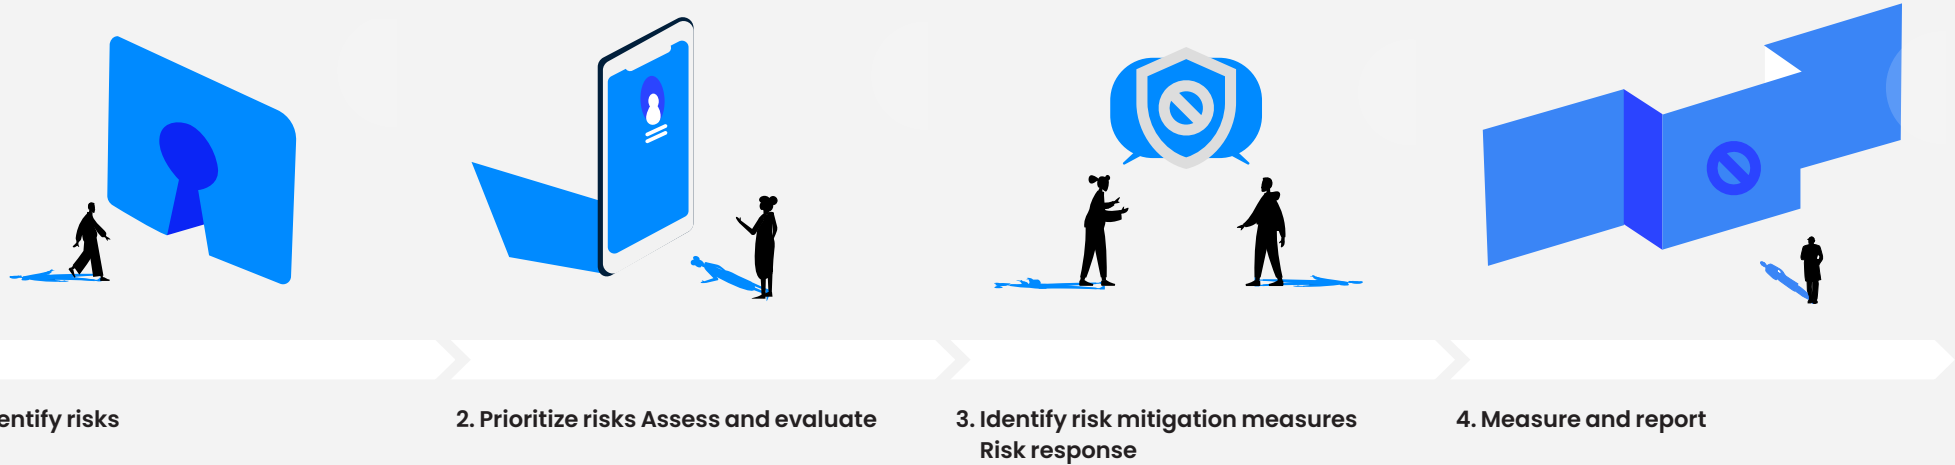 entify risks
2. Prioritize risks Assess and evaluate
3. Identify risk mitigation measures
Risk response
4. Measure and report